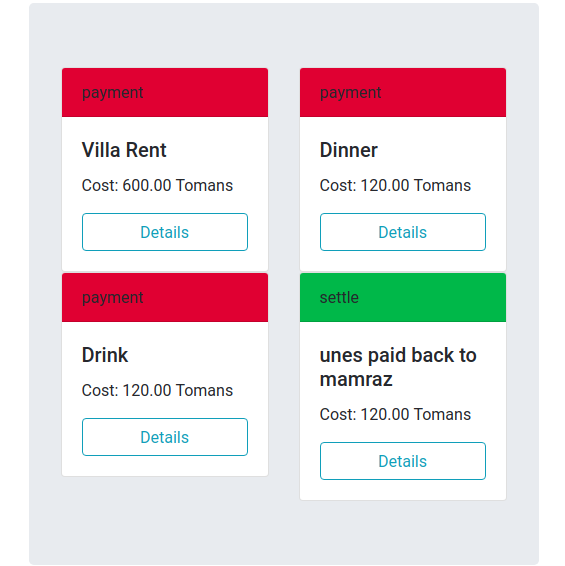 payment
Villa Rent
Cost: 600.00 Tomans
Details
payment
Dinner
Cost: 120.00 Tomans
Details
payment
Drink
Cost: 120.00 Tomans
Details
settle
unes paid back to
mamraz
Cost: 120.00 Tomans
Details